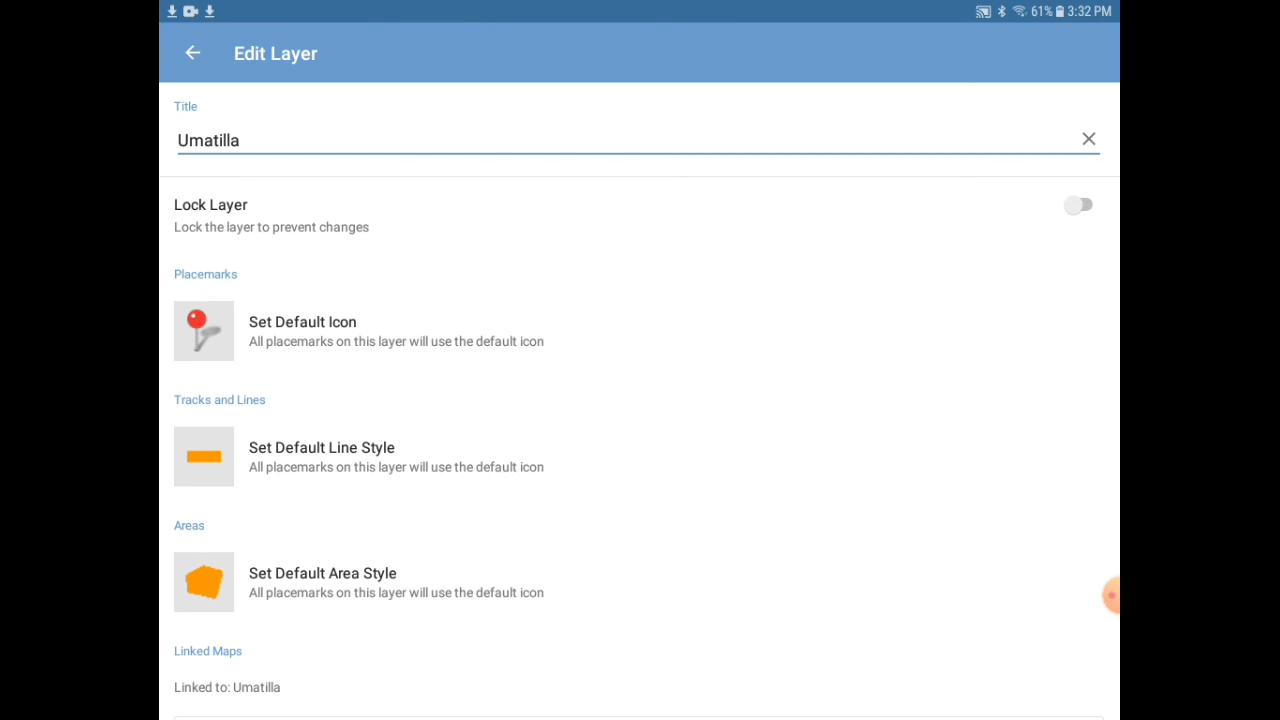 61% 3:32 PM
Edit Layer
Title
Umatilla
Lock Layer
Lock the layer to prevent changes
Placemarks
Set Default Icon
All placemarks on this layer will use the default icon
Tracks and Lines
Set Default Line Style
All placemarks on this layer will use the default icon
Areas
Set Default Area Style
All placemarks on this layer will use the default icon
Linked Maps
Linked to: Umatilla